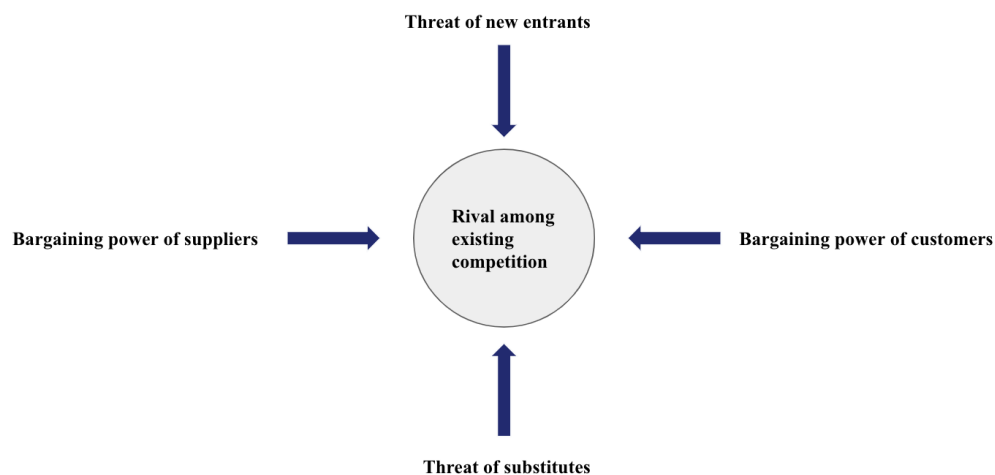 Threat of new entrants
Bargaining power of suppliers
Rival among
existing
competition
Bargaining power of customers
Threat of substitutes